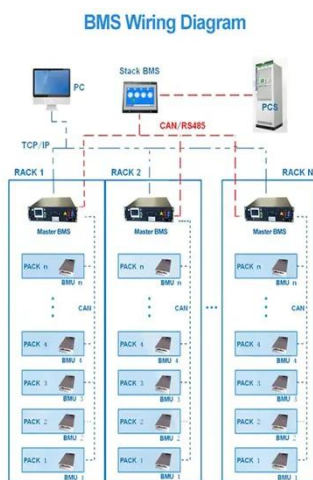 BMS Wiring Diagram
PC
Stack BMS
PCS
CAN/RS485
TCP/IP
RACK 1
RACK 2
RACK N
Master BMS
Master BMS
Master BMS
PACK n
BMU n
PACK n
BMU n
PACK n
BMU n
CAN
CAN
CAN
PACK 4
BMU 4
PACK 4
BMU 4
PACK 4
BMU 4
PACK 3
BMU 3
PACK 3
BMU 3
PACK 3
BMU 3
PACK 2
BMU 2
PACK 2
BMU 2
PACK 2
BMU 2
PACK 1
BMU 1
PACK 1
BMU 1
PACK 1
BMU 1